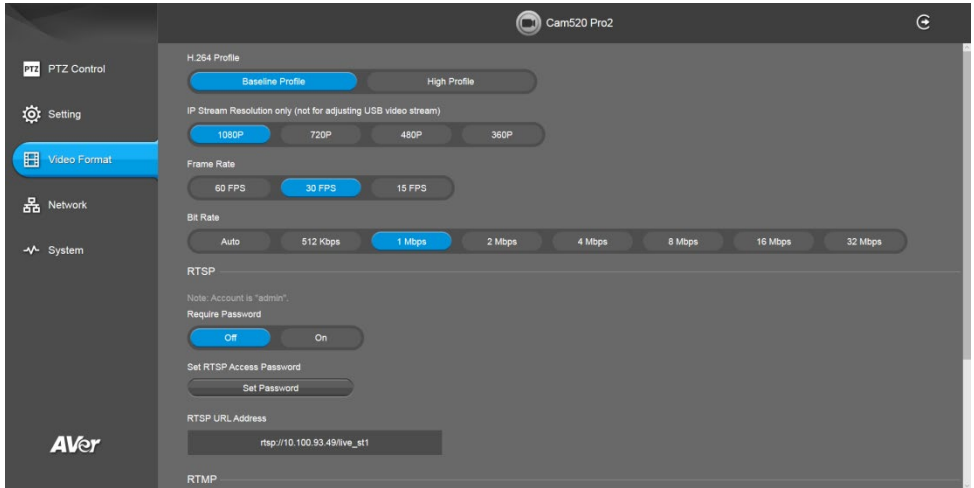 Cam520 Pro2
PTZ PTZ Control
Setting
Video Format
Network
System
AVer
H.264 Profile
Baseline Profile High Profile
IP Stream Resolution only (not for adjusting USB video stream)
1080P 720P 480P 360P
Frame Rate
60 FPS 30 FPS 15 FPS
Bit Rate
Auto 512 Kbps 1 Mbps 2 Mbps 4 Mbps 8 Mbps 16 Mbps 32 Mbps
RTSP
Note: Account is "admin".
Require Password
Off On
Set RTSP Access Password
Set Password
RTSP URL Address
rtsp://10.100.93.49/live_st1
RTMP